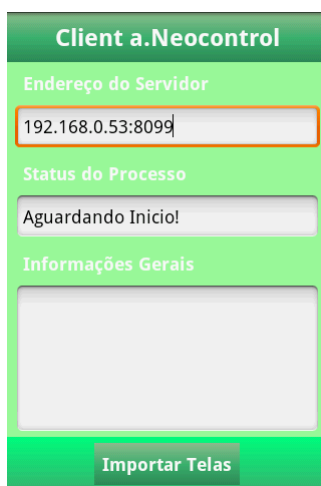 Client a.Neocontrol
Endereço do Servidor
192.168.0.53:8099
Status do Processo
Aguardando Inicio!
Informações Gerais
Importar Telas